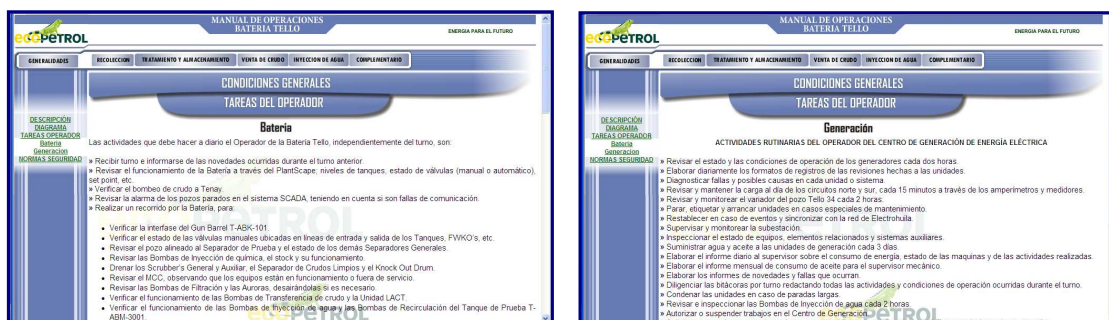 ecopetrol
MANUAL DE OPERACIONES
BATERIA TELLO
ENERGIA PARA EL FUTURO
GENERALIDADES
RECOLECCION
TRATAMIENTO Y ALMACENAMIENTO
VENTA DE CRUDO
INYECCION DE AGUA
COMPLEMENTARIO
CONDICIONES GENERALES
TAREAS DEL OPERADOR
DESCRIPCIÓN
DIAGRAMA
TAREAS OPERADOR
Bateria
Generacion
NORMAS SEGURIDAD
Bateria
Las actividades que debe hacer a diario el Operador de la Batería Tello, independientemente del turno, son:
» Recibir turno e informarse de las novedades ocurridas durante el turno anterior.
» Revisar el funcionamiento de la Batería a través del PlantScape; niveles de tanques, estado de válvulas (manual o automático),
set point, etc.
» Verificar el bombeo de crudo a Tenay.
» Revisar la alarma de los pozos parados en el sistema SCADA, teniendo en cuenta si son fallas de comunicación.
» Realizar un recorrido por la Batería, para:
• Verificar la interfase del Gun Barrel T-ABK-101.
• Verificar el estado de las válvulas manuales ubicadas en líneas de entrada y salida de los Tanques, FWKO's, etc.
• Revisar el pozo alineado al Separador de Prueba y el estado de los demás Separadores Generales.
• Revisar las Bombas de Inyección de química, el stock y su funcionamiento.
• Drenar los Scrubber's General y Auxiliar, el Separador de Crudos Limpios y el Knock Out Drum.
• Revisar el MCC, observando que los equipos están en funcionamiento o fuera de servicio.
• Revisar las Bombas de Filtración y las Auroras, desairándolas si es necesario.
• Verificar el funcionamiento de las Bombas de Transferencia de crudo y la Unidad LACT.
• Verificar el funcionamiento de las Bombas de Inyección de agua y las Bombas de Recirculación del Tanque de Prueba T-
ABM-3001.
ecopetrol
MANUAL DE OPERACIONES
BATERIA TELLO
ENERGIA PARA EL FUTURO
GENERALIDADES
RECOLECCION
TRATAMIENTO Y ALMACENAMIENTO
VENTA DE CRUDO
INYECCION DE AGUA
COMPLEMENTARIO
CONDICIONES GENERALES
TAREAS DEL OPERADOR
DESCRIPCIÓN
DIAGRAMA
TAREAS OPERADOR
Bateria
Generacion
NORMAS SEGURIDAD
Generación
ACTIVIDADES RUTINARIAS DEL OPERADOR DEL CENTRO DE GENERACIÓN DE ENERGÍA ELÉCTRICA
» Revisar el estado y las condiciones de operación de los generadores cada dos horas.
» Elaborar diariamente los formatos de registros de las revisiones hechas a las unidades.
» Diagnosticar fallas y posibles causas en cada unidad o sistema.
» Revisar y mantener la carga al día de los circuitos norte y sur, cada 15 minutos a través de los amperímetros y medidores.
» Revisar y monitorear el variador del pozo Tello 34 cada 2 horas.
» Parar, etiquetar y arrancar unidades en casos especiales de mantenimiento.
» Restablecer en caso de eventos y sincronizar con la red de Electrohuila.
» Supervisar y monitorear la subestación.
» Inspeccionar el estado de equipos, elementos relacionados y sistemas auxiliares.
» Suministrar agua y aceite a las unidades de generación cada 3 días.
» Elaborar el informe diario al supervisor sobre el consumo de energía, estado de las maquinas y de las actividades realizadas.
» Elaborar el informe mensual de consumo de aceite para el supervisor mecánico.
» Elaborar los informes de novedades y fallas que ocurran.
» Diligenciar las bitácoras por turno redactando todas las actividades y condiciones de operación ocurridas durante el turno.
» Condenar las unidades en caso de paradas largas.
» Revisar e inspeccionar las Bombas de Inyección de agua cada 2 horas.
» Autorizar o suspender trabajos en el Centro de Generación.